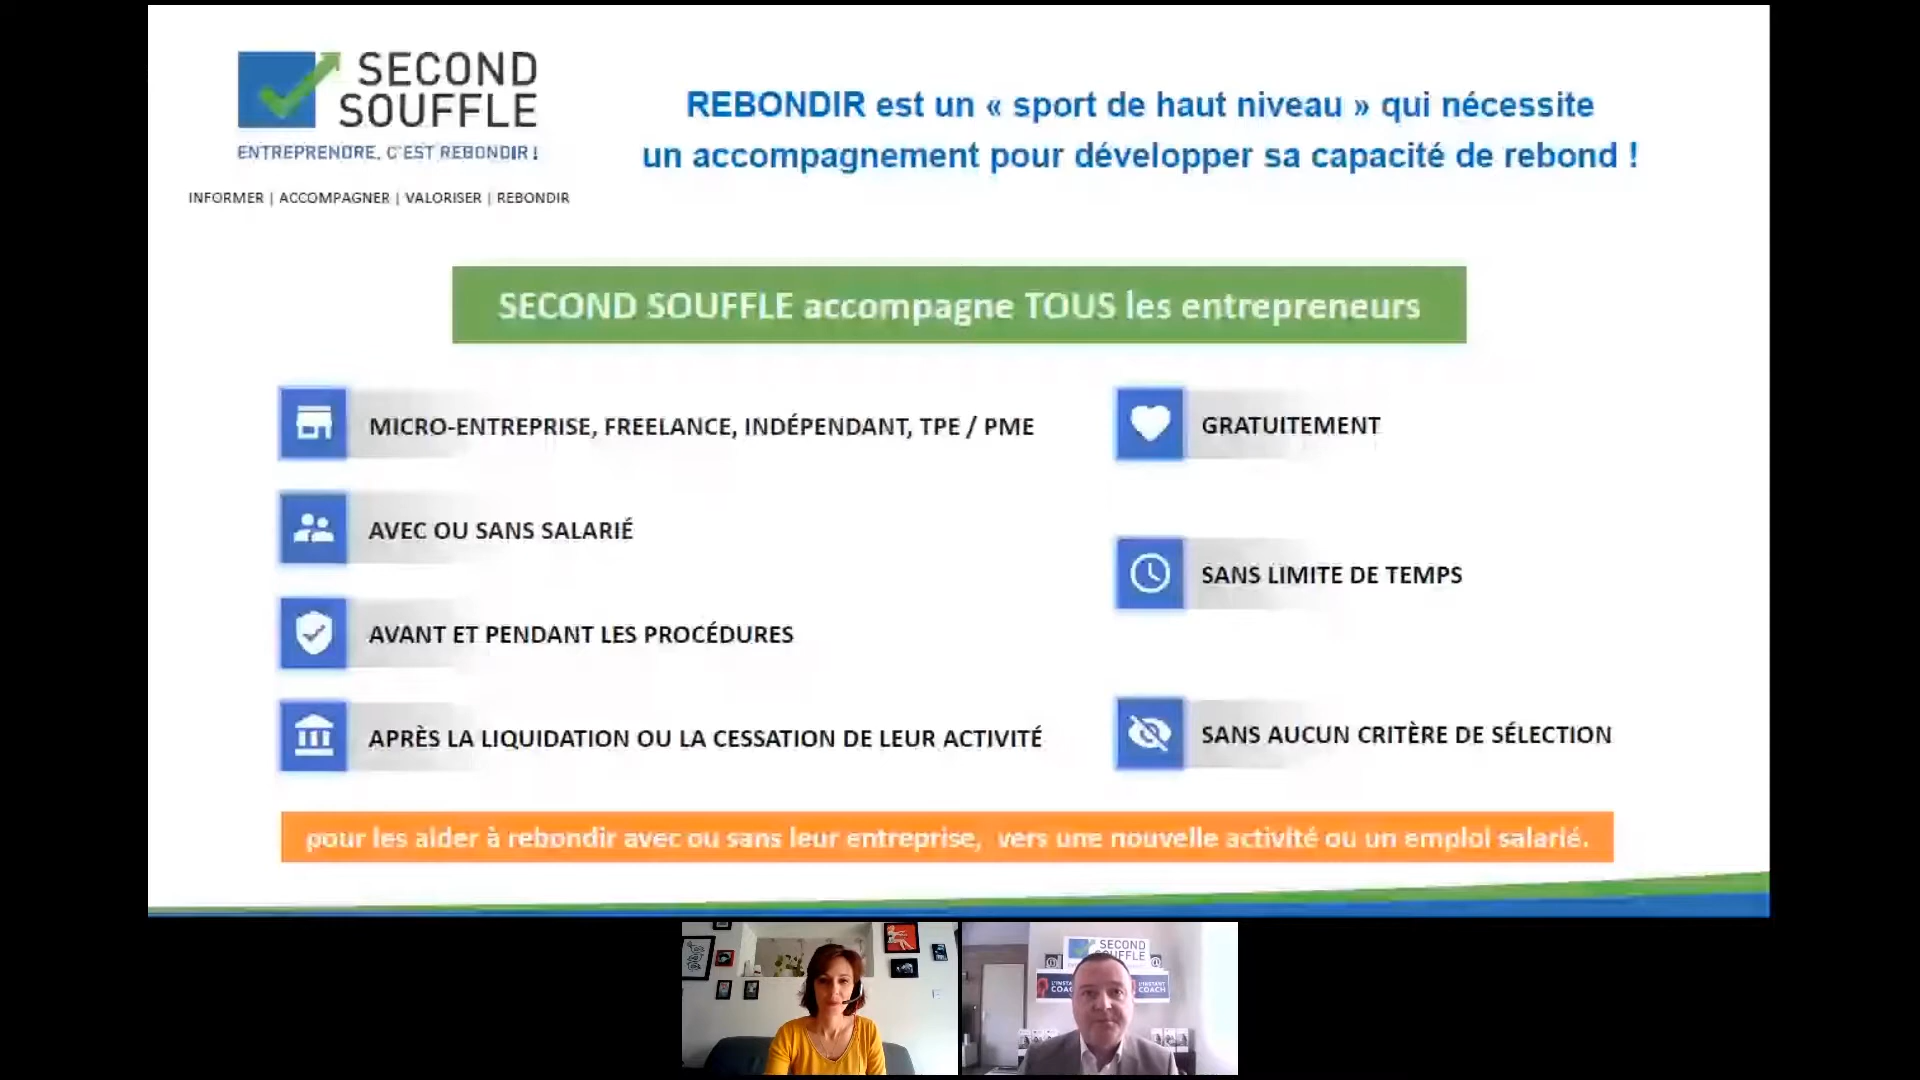 SECOND
SOUFFLE
ENTREPRENDRE, C'EST REBONDIR !
INFORMER | ACCOMPAGNER | VALORISER | REBONDIR
REBONDIR est un « sport de haut niveau » qui nécessite
un accompagnement pour développer sa capacité de rebond !
SECOND SOUFFLE accompagne TOUS les entrepreneurs
MICRO-ENTREPRISE, FREELANCE, INDÉPENDANT, TPE / PME
AVEC OU SANS SALARIÉ
AVANT ET PENDANT LES PROCÉDURES
APRÈS LA LIQUIDATION OU LA CESSATION DE LEUR ACTIVITÉ
GRATUITEMENT
SANS LIMITE DE TEMPS
SANS AUCUN CRITÈRE DE SÉLECTION
pour les aider à rebondir avec ou sans leur entreprise, vers une nouvelle activité ou un emploi salarié.
SECOND
SOUFFLE
L'INSTANT
COACH